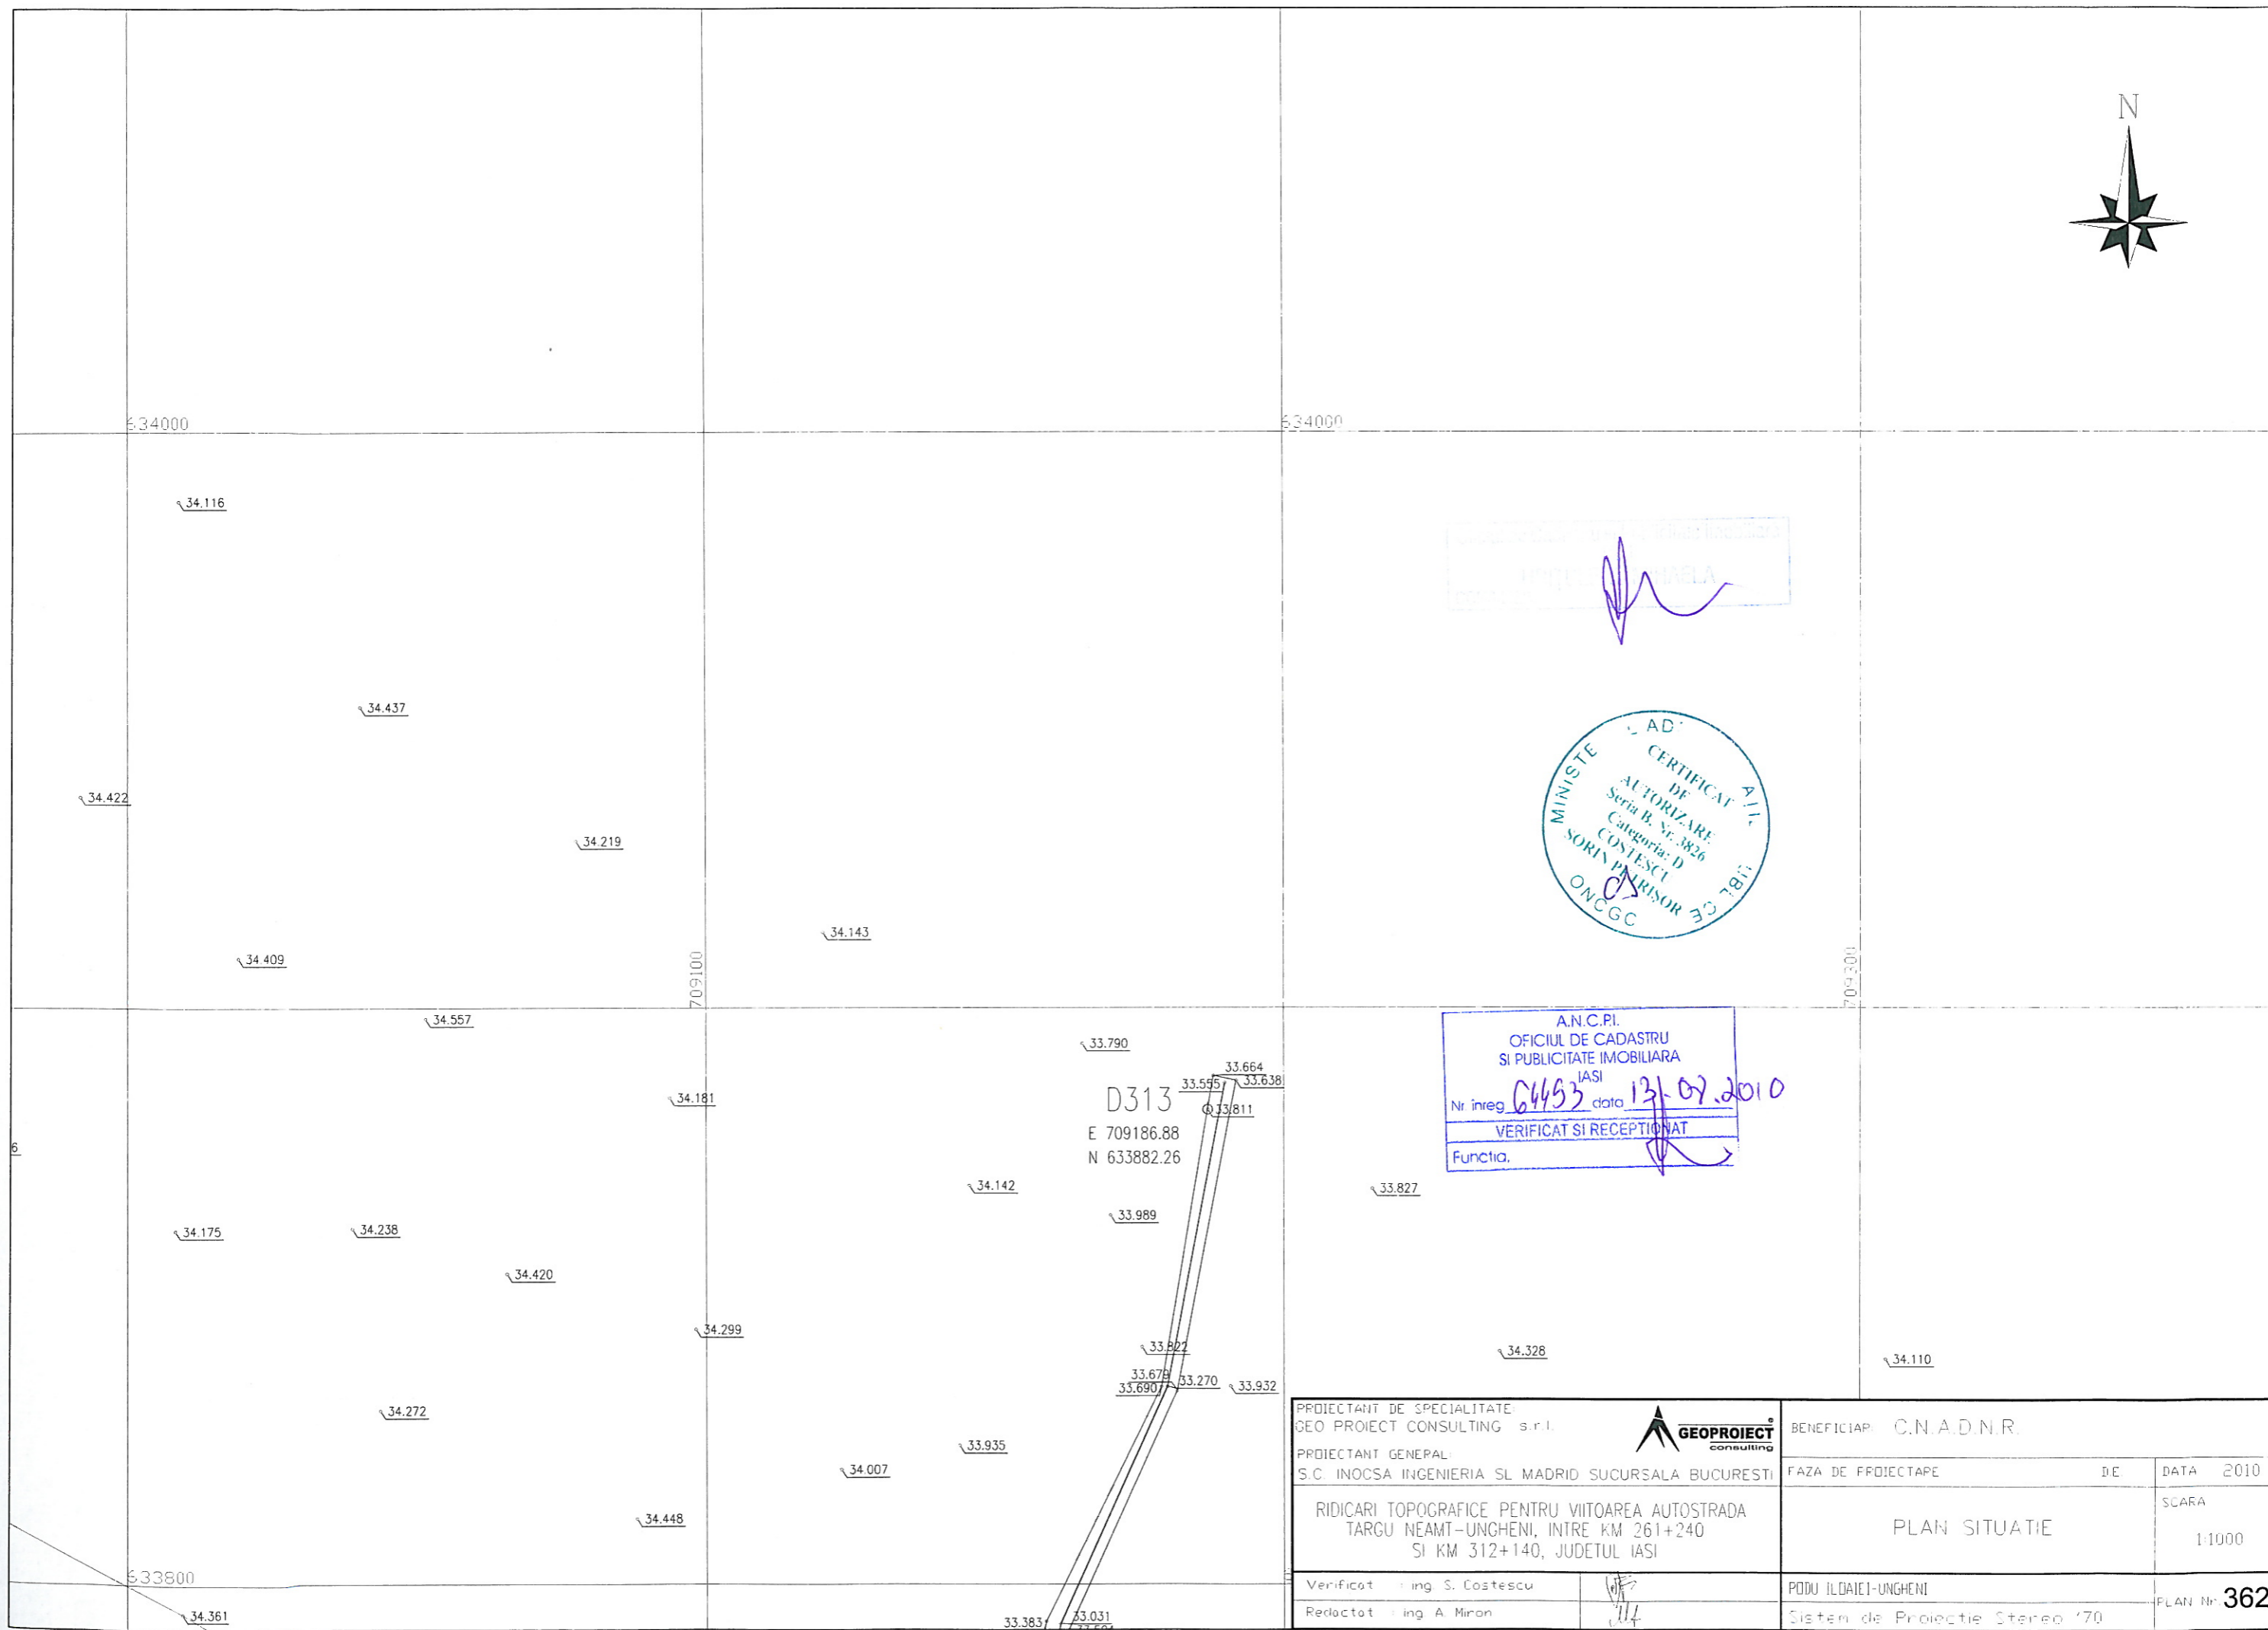 N
634000
634000
34.116
34.437
34.422
34.219
34.143
34.409
709100
709300
34.557
33.790
33.664
33.555
33.638
D313
33.811
34.181
E 709186.88
N 633882.26
6
34.142
33.989
33.827
34.175
34.238
34.420
34.299
33.822
34.328
34.110
33.679
33.690
33.270
33.932
34.272
33.935
34.007
34.448
633800
34.361
33.383
33.031
CERTIFICAT
DE
AUTORIZARE
Seria B. Nr. 3826
Categoria: D
COSTESCU
SORIN PETRISOR
MINISTE
ONCGC
A.N.C.P.I.
OFICIUL DE CADASTRU
SI PUBLICITATE IMOBILIARA
IASI
Nr. înreg 64453 data 13.07.2010
VERIFICAT SI RECEPTIONAT
Functia,
PROIECTANT DE SPECIALITATE:
GEO PROIECT CONSULTING s.r.l.
GEOPROIECT
consulting
PROIECTANT GENERAL:
S.C. INOCSA INGENIERIA SL MADRID SUCURSALA BUCURESTI
RIDICARI TOPOGRAFICE PENTRU VIITOAREA AUTOSTRADA
TARGU NEAMT-UNGHENI, INTRE KM 261+240
SI KM 312+140, JUDETUL IASI
Verificat : ing. S. Costescu
Redactat : ing A. Miron
BENEFICIAR: C.N.A.D.N.R.
FAZA DE PROIECTARE D.E.
DATA 2010
PLAN SITUATIE
SCARA
1:1000
PODU ILOAIEI-UNGHENI
Sistem de Proiectie Stereo '70
PLAN Nr. 362